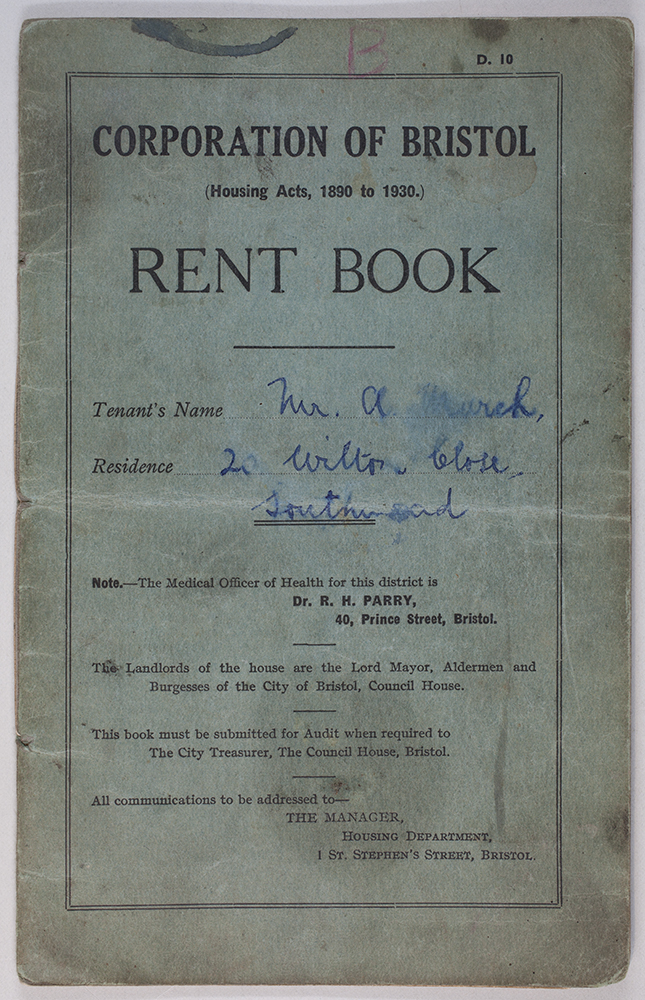 B
D. 10
CORPORATION OF BRISTOL
(Housing Acts, 1890 to 1930.)
RENT BOOK
Tenant's Name Mr. A
Residence 20 Wilton Close,
Southmead
Note.—The Medical Officer of Health for this district is
Dr. R. H. PARRY,
40, Prince Street, Bristol.
The Landlords of the house are the Lord Mayor, Aldermen and
Burgesses of the City of Bristol, Council House.
This book must be submitted for Audit when required to
The City Treasurer, The Council House, Bristol.
All communications to be addressed to—
THE MANAGER,
HOUSING DEPARTMENT,
1 ST. STEPHEN'S STREET, BRISTOL.